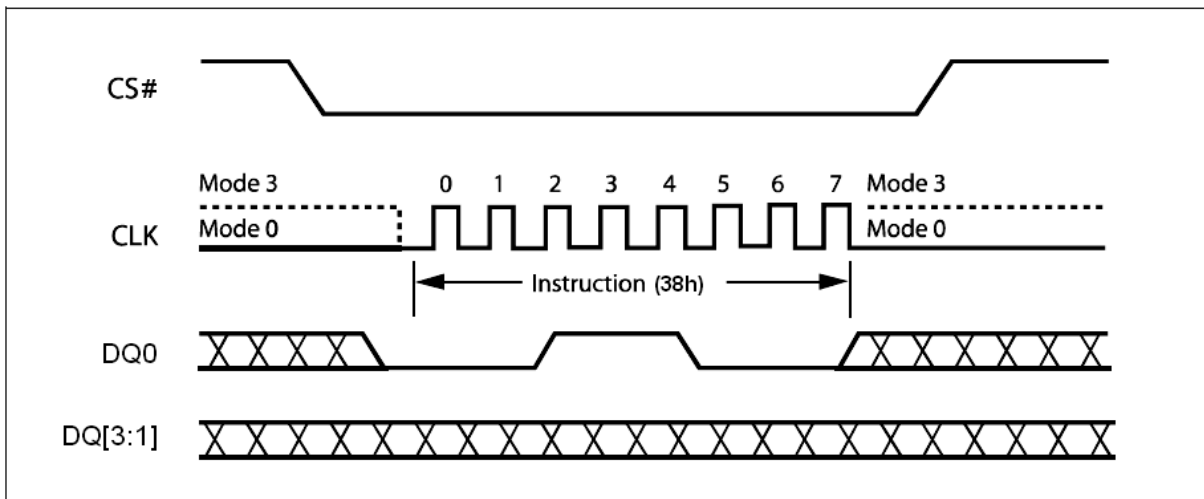 CS#
Mode 3
0 1 2 3 4 5 6 7
Mode 3
CLK
Mode 0
Mode 0
Instruction (38h)
DQ0
DQ[3:1]